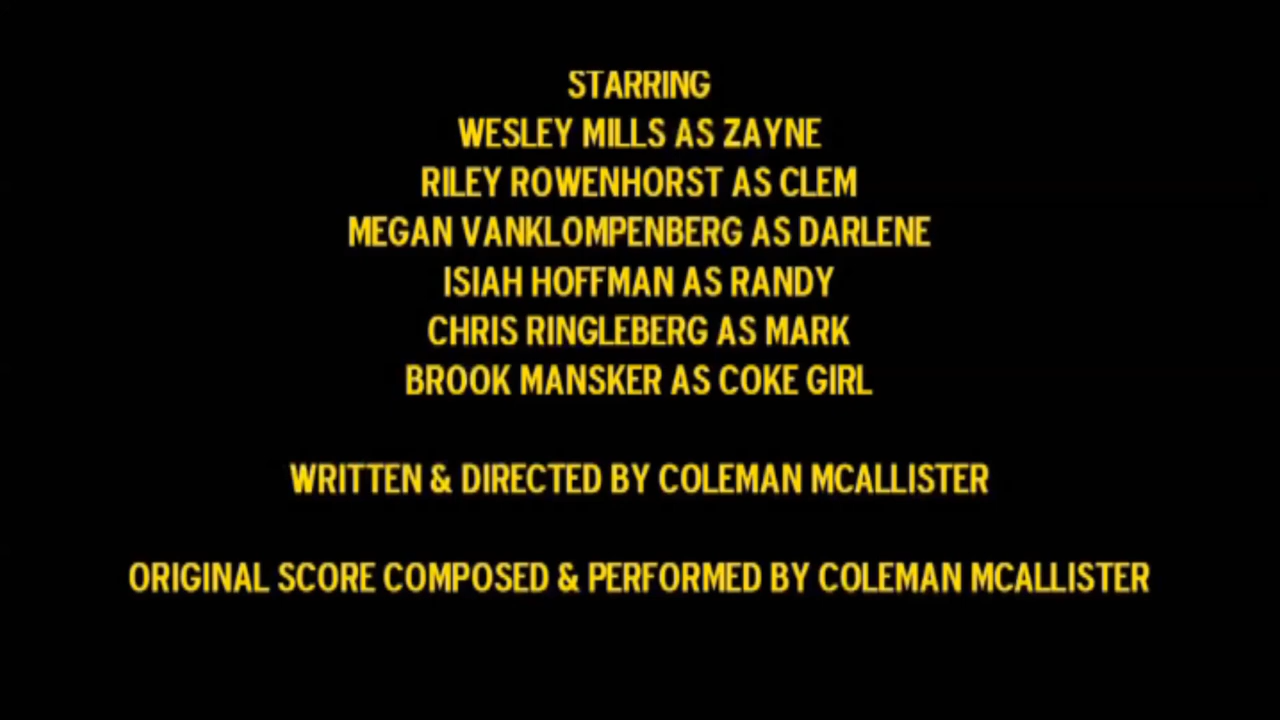 STARRING
WESLEY MILLS AS ZAYNE
RILEY ROWENHORST AS CLEM
MEGAN VANKLOMPENBERG AS DARLENE
ISIAH HOFFMAN AS RANDY
CHRIS RINGLEBERG AS MARK
BROOK MANSKER AS COKE GIRL
WRITTEN & DIRECTED BY COLEMAN MCALLISTER
ORIGINAL SCORE COMPOSED & PERFORMED BY COLEMAN MCALLISTER